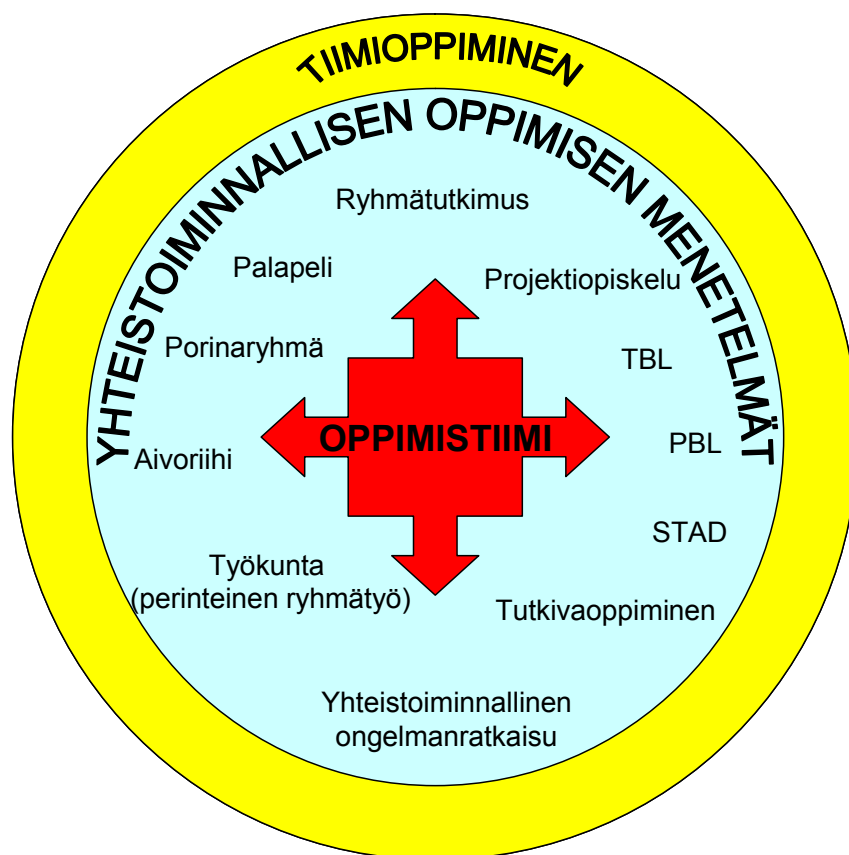 TIIMIOPPIMINEN
YHTEISTOIMINNALLISEN OPPIMISEN MENETELMÄT
Ryhmätutkimus
Palapeli
Projektiopiskelu
Porinaryhmä
TBL
OPPIMISTIIMI
PBL
Aivoriihi
STAD
Työkunta
(perinteinen ryhmätyö)
Tutkivaoppiminen
Yhteistoiminnallinen
ongelmanratkaisu